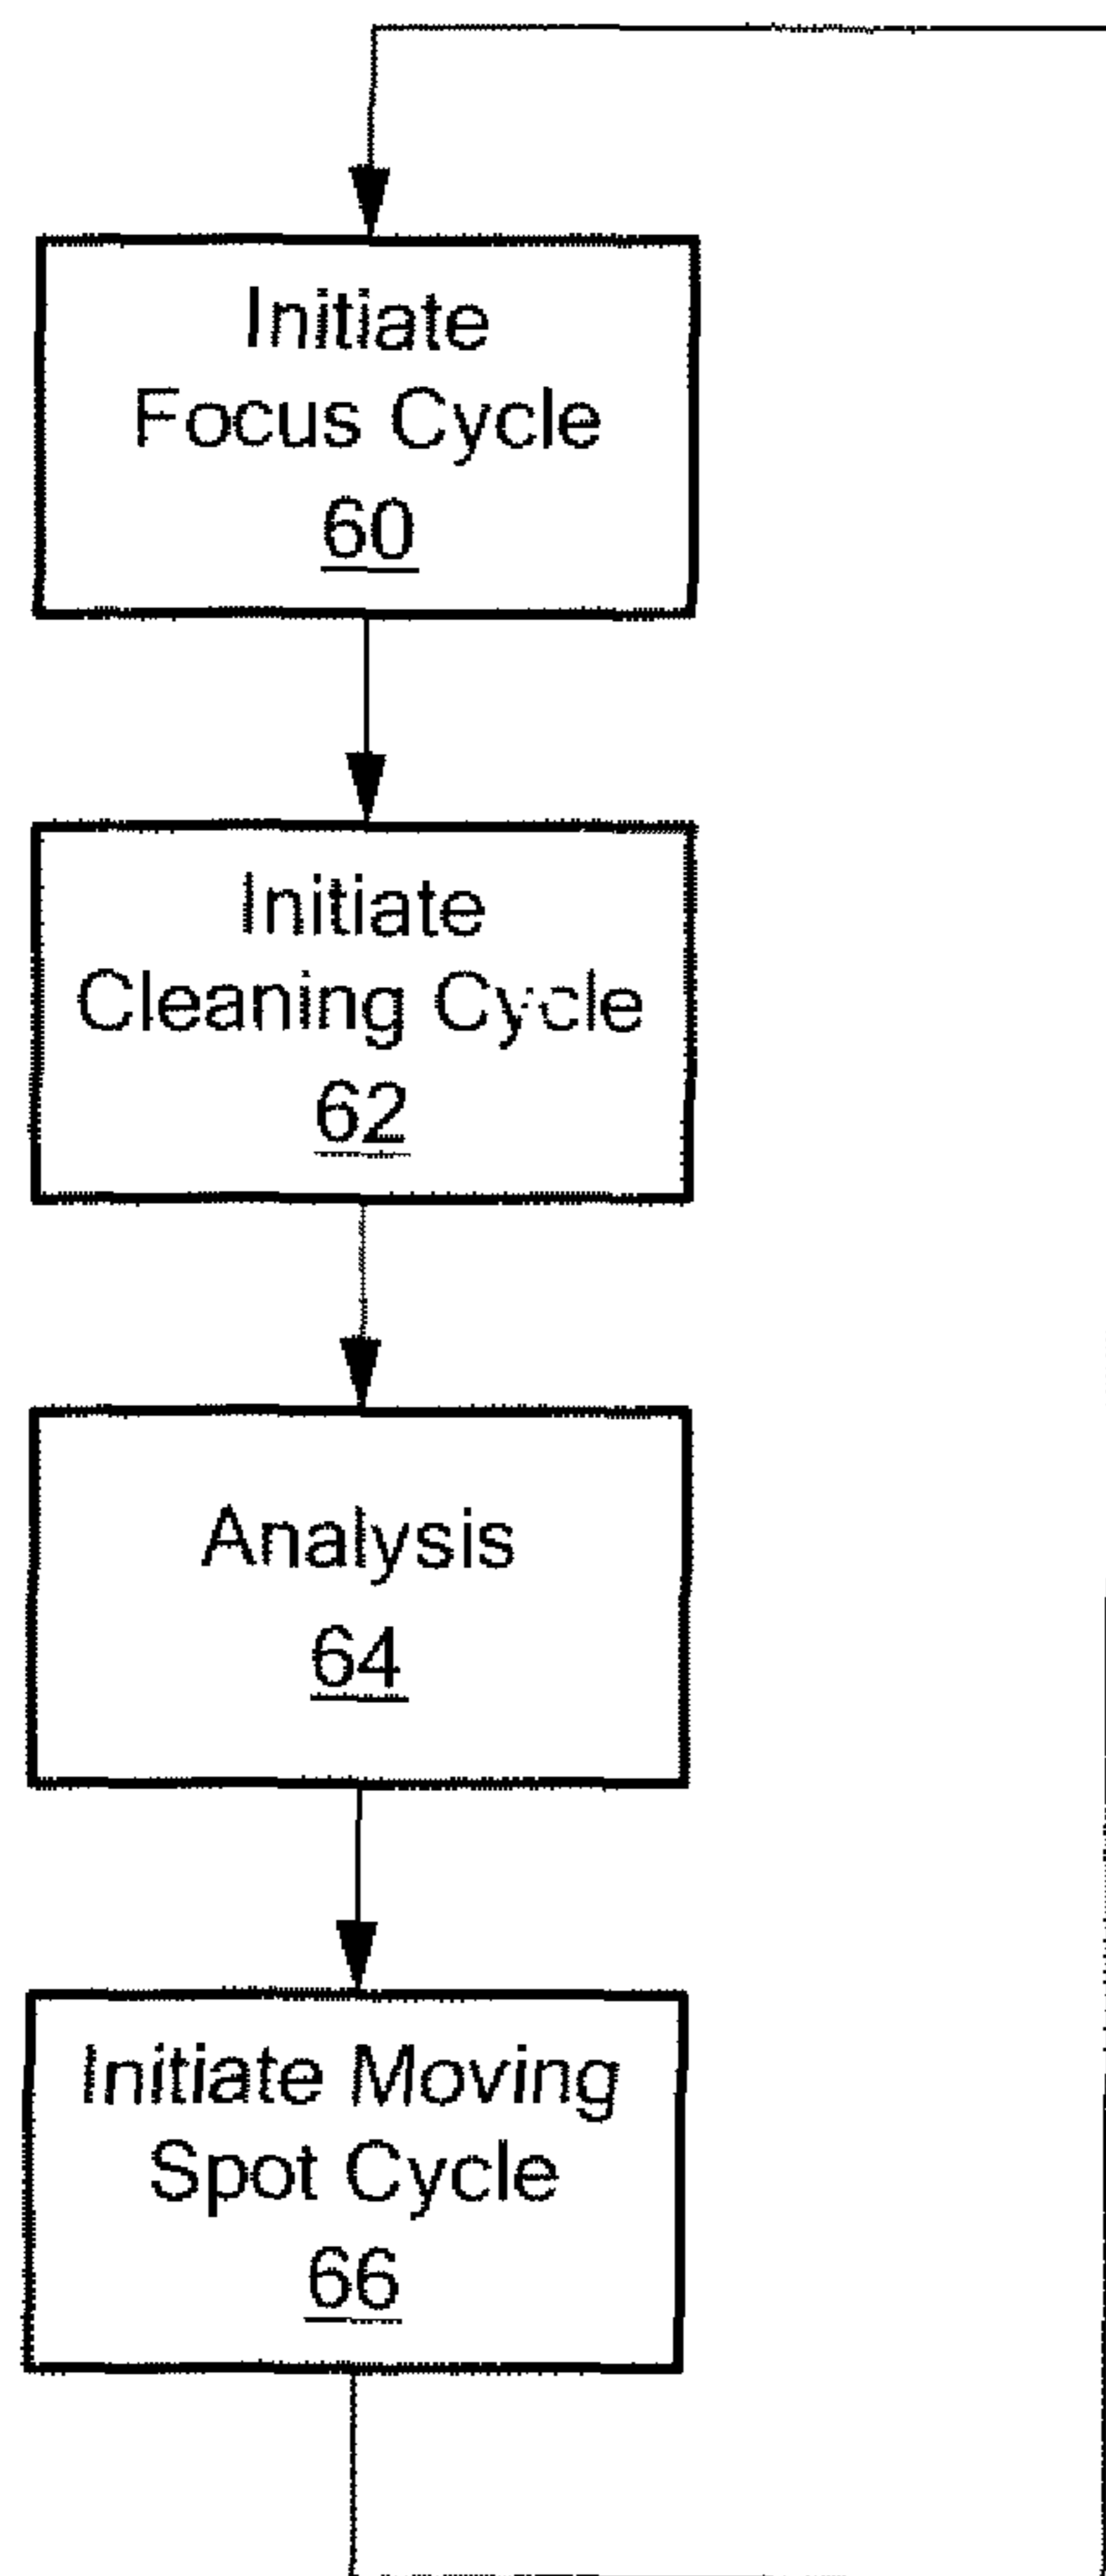 Initiate
Focus Cycle
60
Initiate
Cleaning Cycle
62
Analysis
64
Initiate Moving
Spot Cycle
66